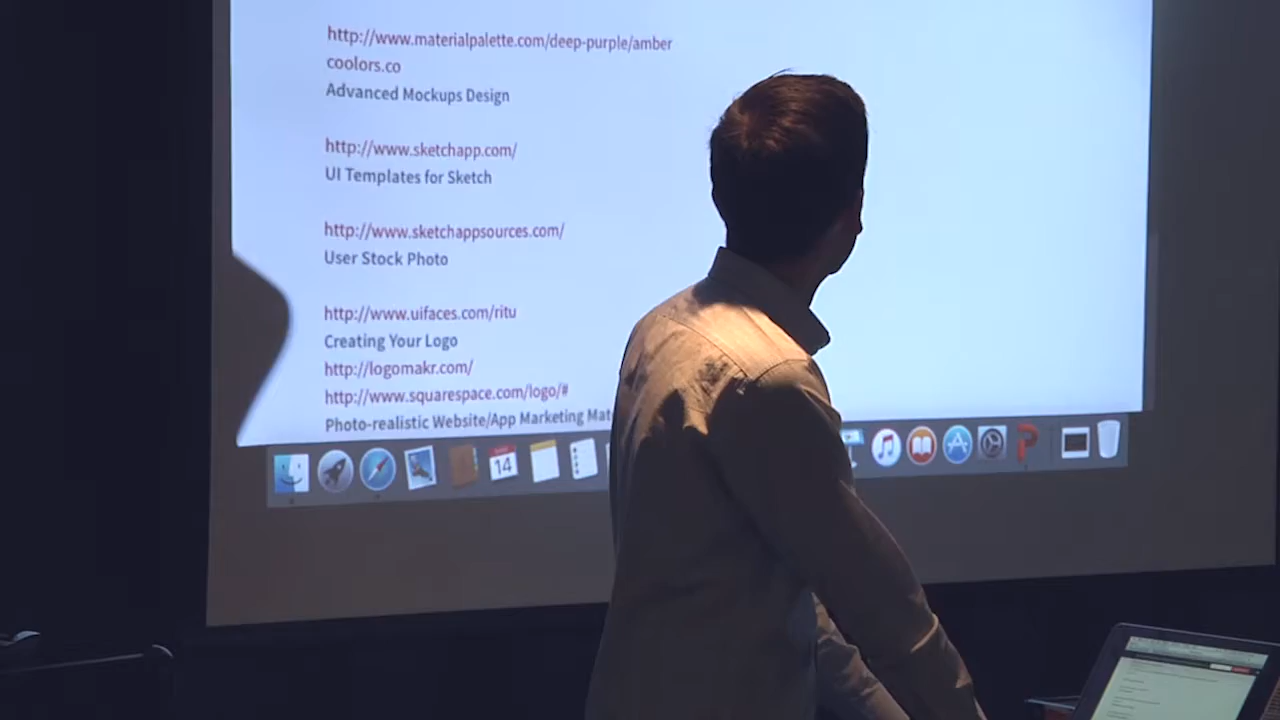 http://www.materialpalette.com/deep-purple/amber
coolors.co
Advanced Mockups Design
http://www.sketchapp.com/
UI Templates for Sketch
http://www.sketchappsources.com/
User Stock Photo
http://www.uifaces.com/ritu
Creating Your Logo
http://logomakr.com/
http://www.squarespace.com/logo/#
Photo-realistic Website/App Marketing Mat
14